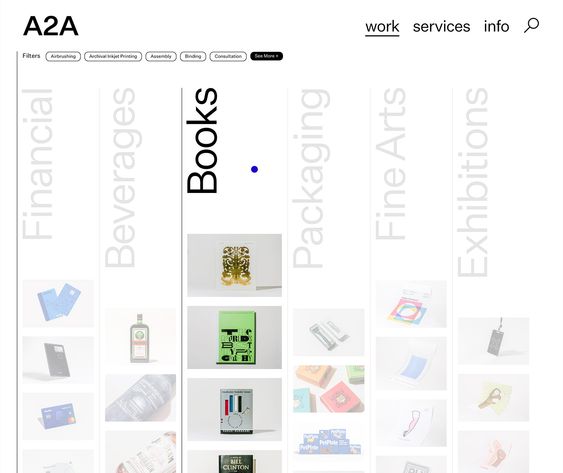 A2A
work services info
Filters Airbrushing Archival Inkjet Printing Assembly Binding Consultation See More +
Financial
Beverages
Books
Packaging
Fine Arts
Exhibitions
PetPlate
BILL
CLINTON